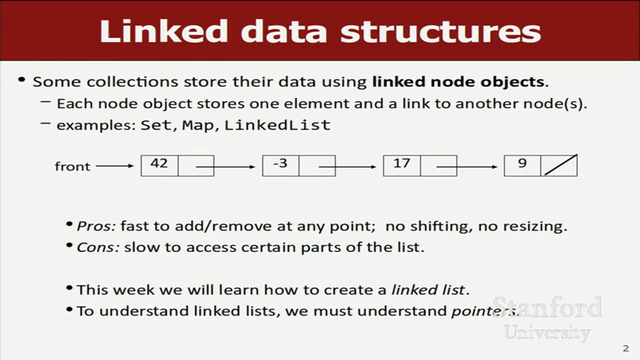 Linked data structures
• Some collections store their data using linked node objects.
– Each node object stores one element and a link to another node(s).
– examples: Set, Map, LinkedList
front 42 -3 17 9
• Pros: fast to add/remove at any point; no shifting, no resizing.
• Cons: slow to access certain parts of the list.
• This week we will learn how to create a linked list.
• To understand linked lists, we must understand pointers.
Stanford
University
2